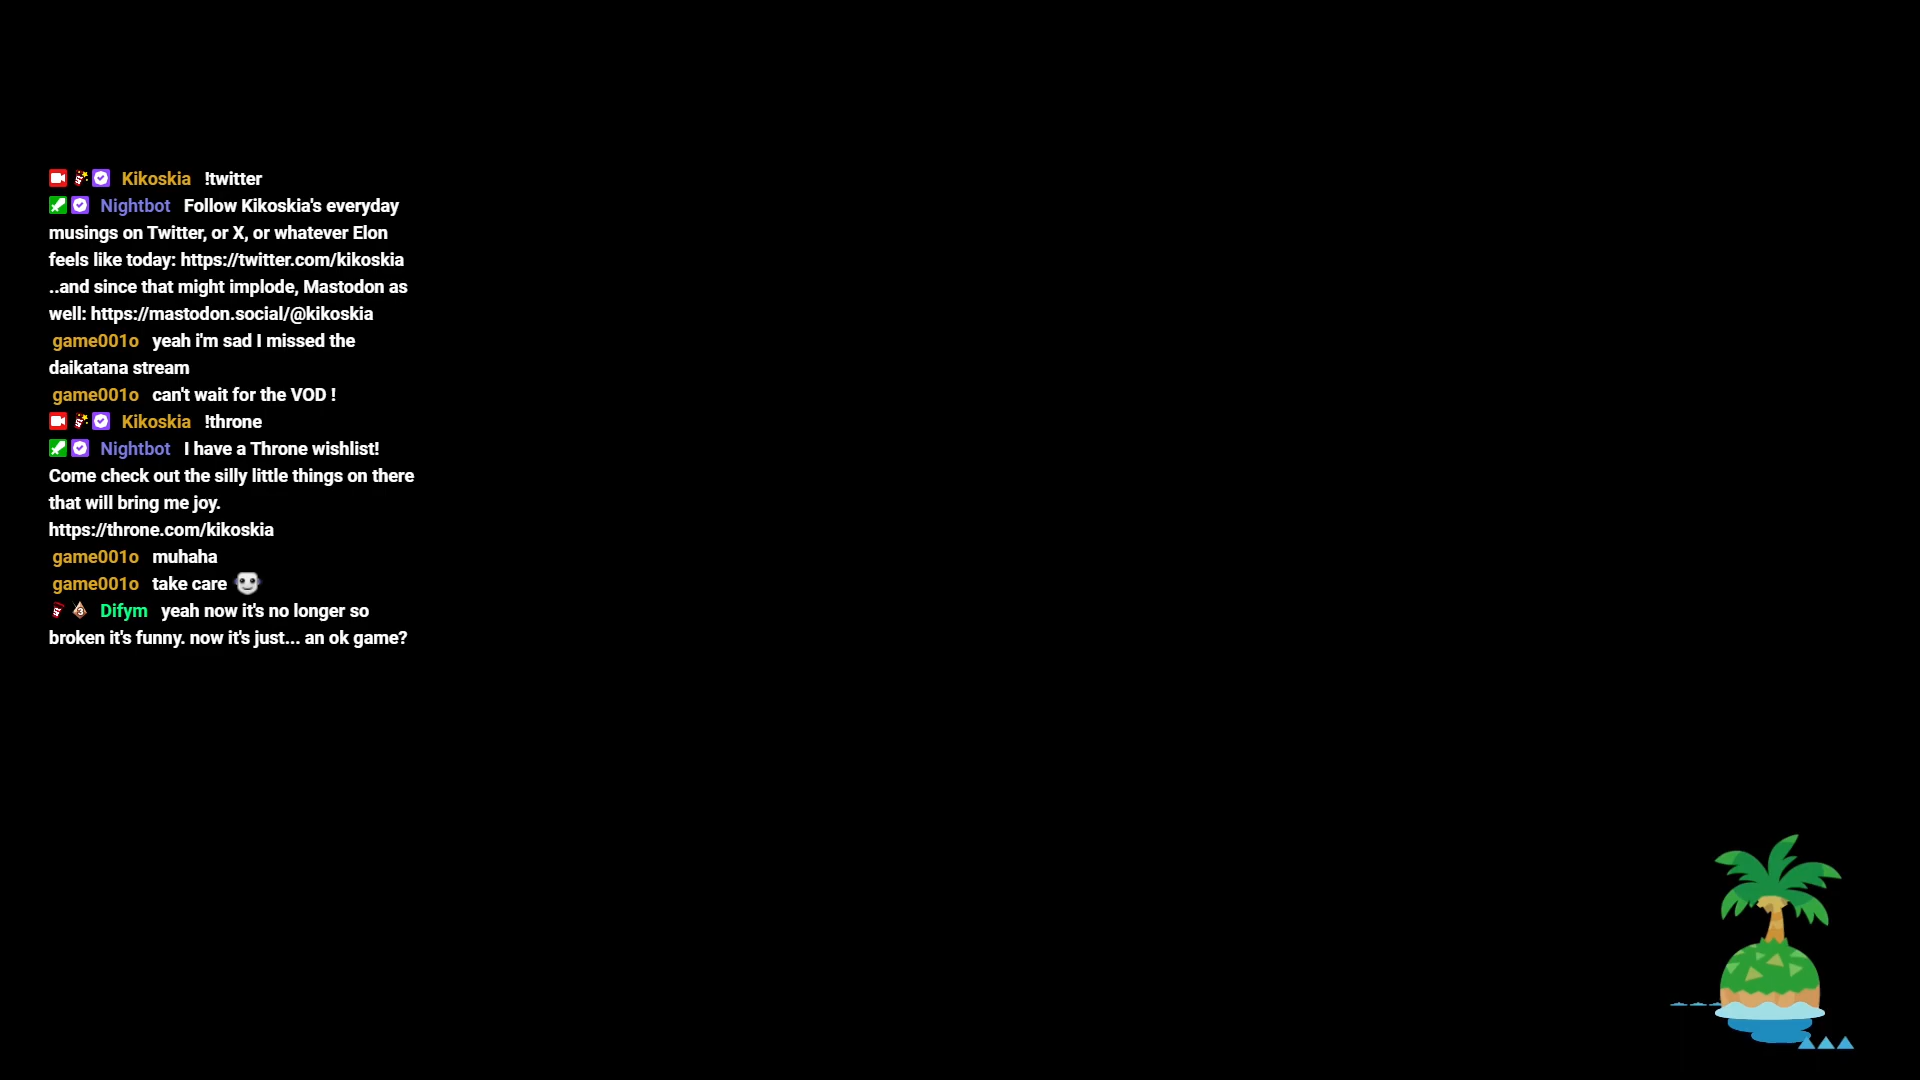 Kikoskia !twitter
Nightbot Follow Kikoskia's everyday
musings on Twitter, or X, or whatever Elon
feels like today: https://twitter.com/kikoskia
..and since that might implode, Mastodon as
well: https://mastodon.social/@kikoskia
game001o yeah i'm sad I missed the
daikatana stream
game001o can't wait for the VOD !
Kikoskia !throne
Nightbot I have a Throne wishlist!
Come check out the silly little things on there
that will bring me joy.
https://throne.com/kikoskia
game001o muhaha
game001o take care
Difym yeah now it's no longer so
broken it's funny. now it's just... an ok game?